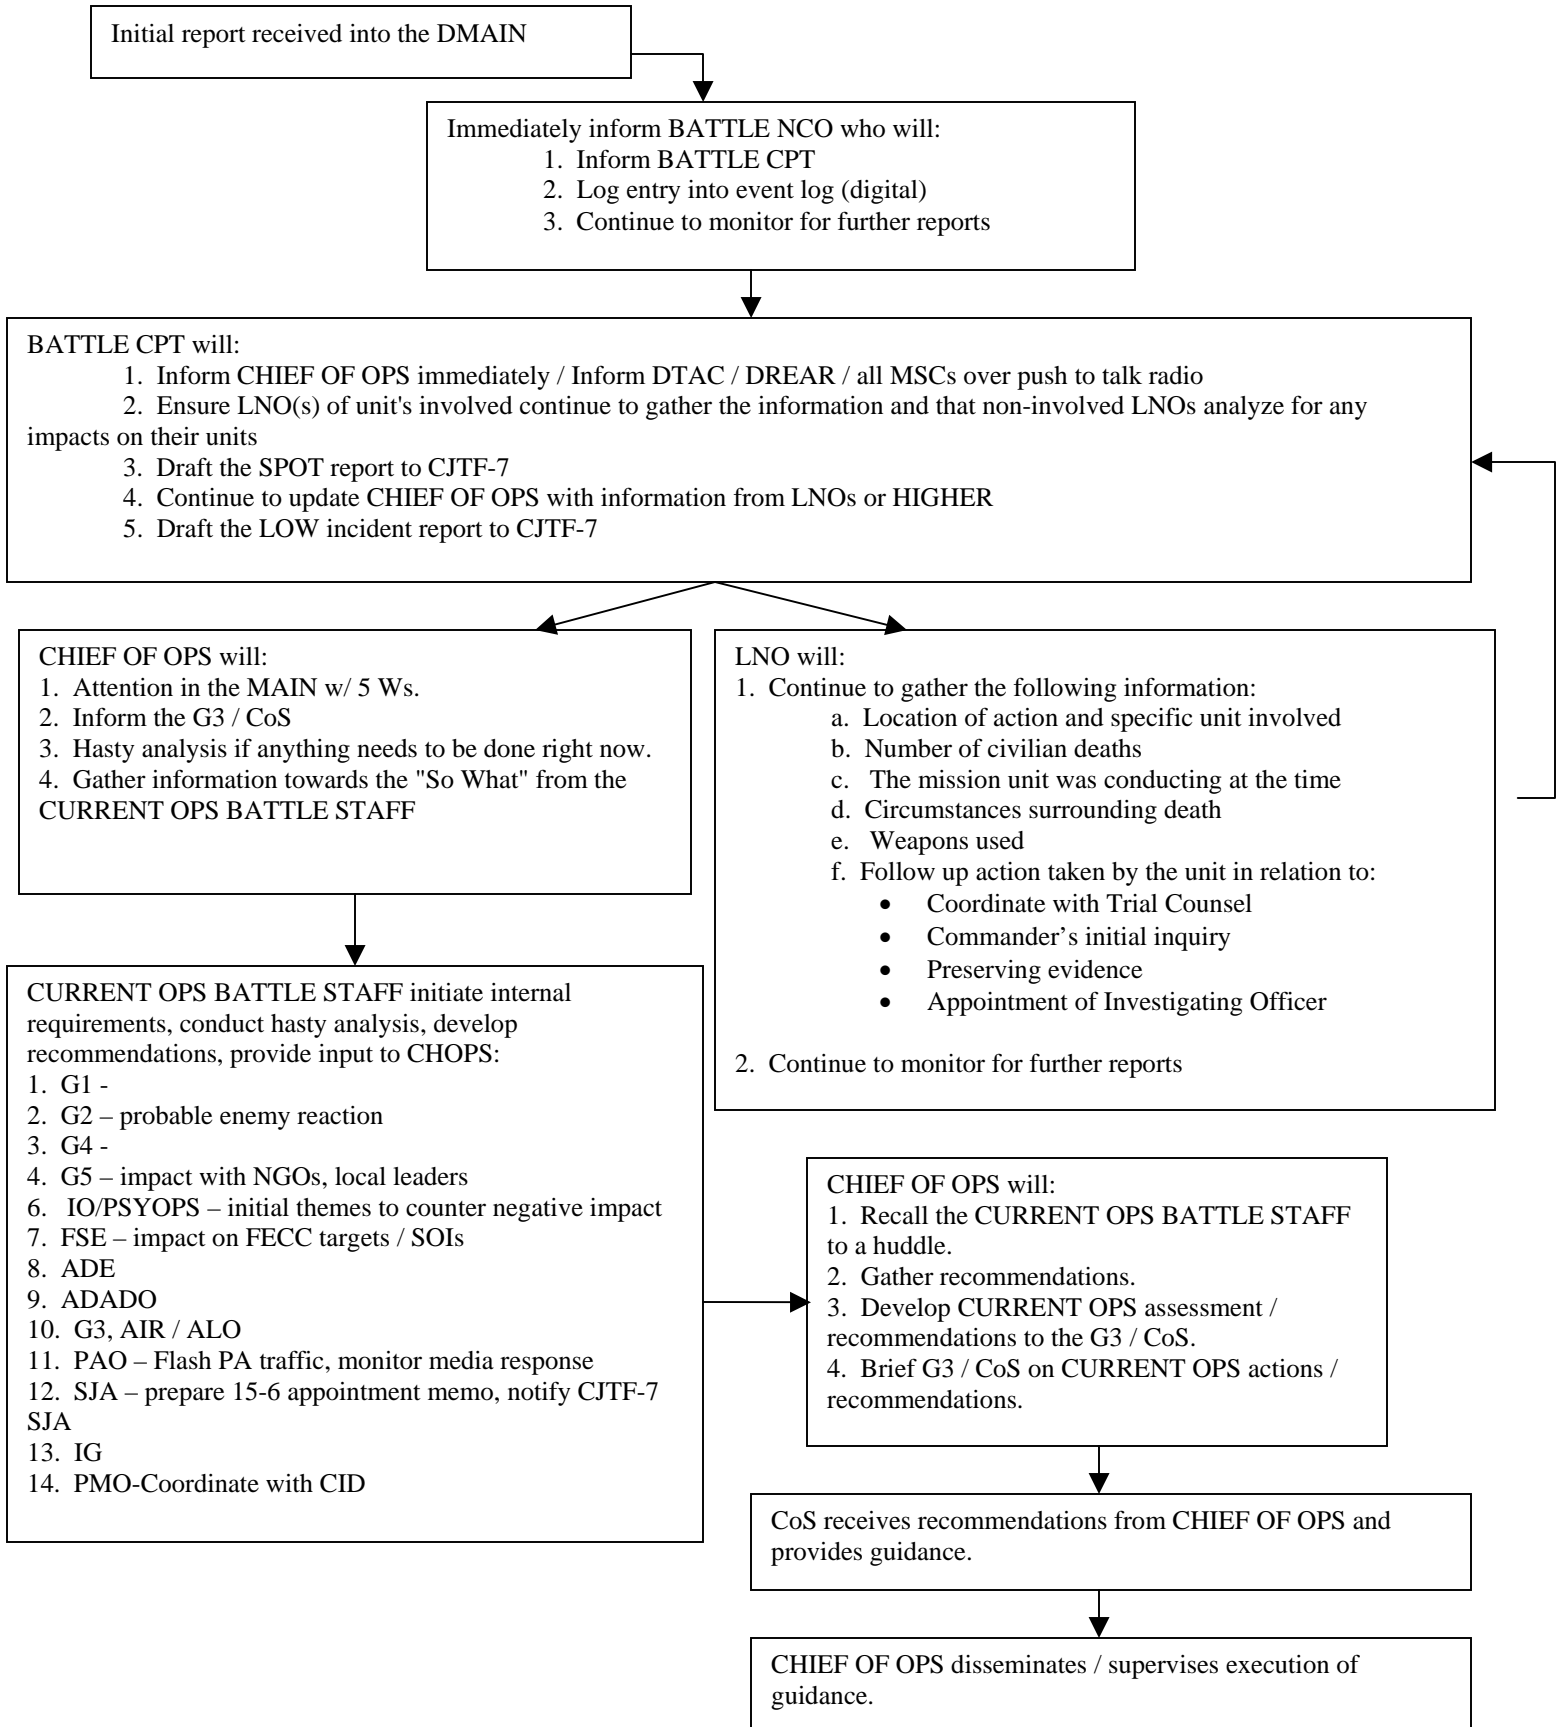 Initial report received into the DMAIN
Immediately inform BATTLE NCO who will:
1. Inform BATTLE CPT
2. Log entry into event log (digital)
3. Continue to monitor for further reports
BATTLE CPT will:
1. Inform CHIEF OF OPS immediately / Inform DTAC / DREAR / all MSCs over push to talk radio
2. Ensure LNO(s) of unit's involved continue to gather the information and that non-involved LNOs analyze for any
impacts on their units
3. Draft the SPOT report to CJTF-7
4. Continue to update CHIEF OF OPS with information from LNOs or HIGHER
5. Draft the LOW incident report to CJTF-7
CHIEF OF OPS will:
1. Attention in the MAIN w/ 5 Ws.
2. Inform the G3 / CoS
3. Hasty analysis if anything needs to be done right now.
4. Gather information towards the "So What" from the
CURRENT OPS BATTLE STAFF
LNO will:
1. Continue to gather the following information:
a. Location of action and specific unit involved
b. Number of civilian deaths
c. The mission unit was conducting at the time
d. Circumstances surrounding death
e. Weapons used
f. Follow up action taken by the unit in relation to:
• Coordinate with Trial Counsel
• Commander’s initial inquiry
• Preserving evidence
• Appointment of Investigating Officer
2. Continue to monitor for further reports
CURRENT OPS BATTLE STAFF initiate internal
requirements, conduct hasty analysis, develop
recommendations, provide input to CHOPS:
1. G1 -
2. G2 – probable enemy reaction
3. G4 -
4. G5 – impact with NGOs, local leaders
6. IO/PSYOPS – initial themes to counter negative impact
7. FSE – impact on FECC targets / SOIs
8. ADE
9. ADADO
10. G3, AIR / ALO
11. PAO – Flash PA traffic, monitor media response
12. SJA – prepare 15-6 appointment memo, notify CJTF-7
SJA
13. IG
14. PMO-Coordinate with CID
CHIEF OF OPS will:
1. Recall the CURRENT OPS BATTLE STAFF
to a huddle.
2. Gather recommendations.
3. Develop CURRENT OPS assessment /
recommendations to the G3 / CoS.
4. Brief G3 / CoS on CURRENT OPS actions /
recommendations.
CoS receives recommendations from CHIEF OF OPS and
provides guidance.
CHIEF OF OPS disseminates / supervises execution of
guidance.